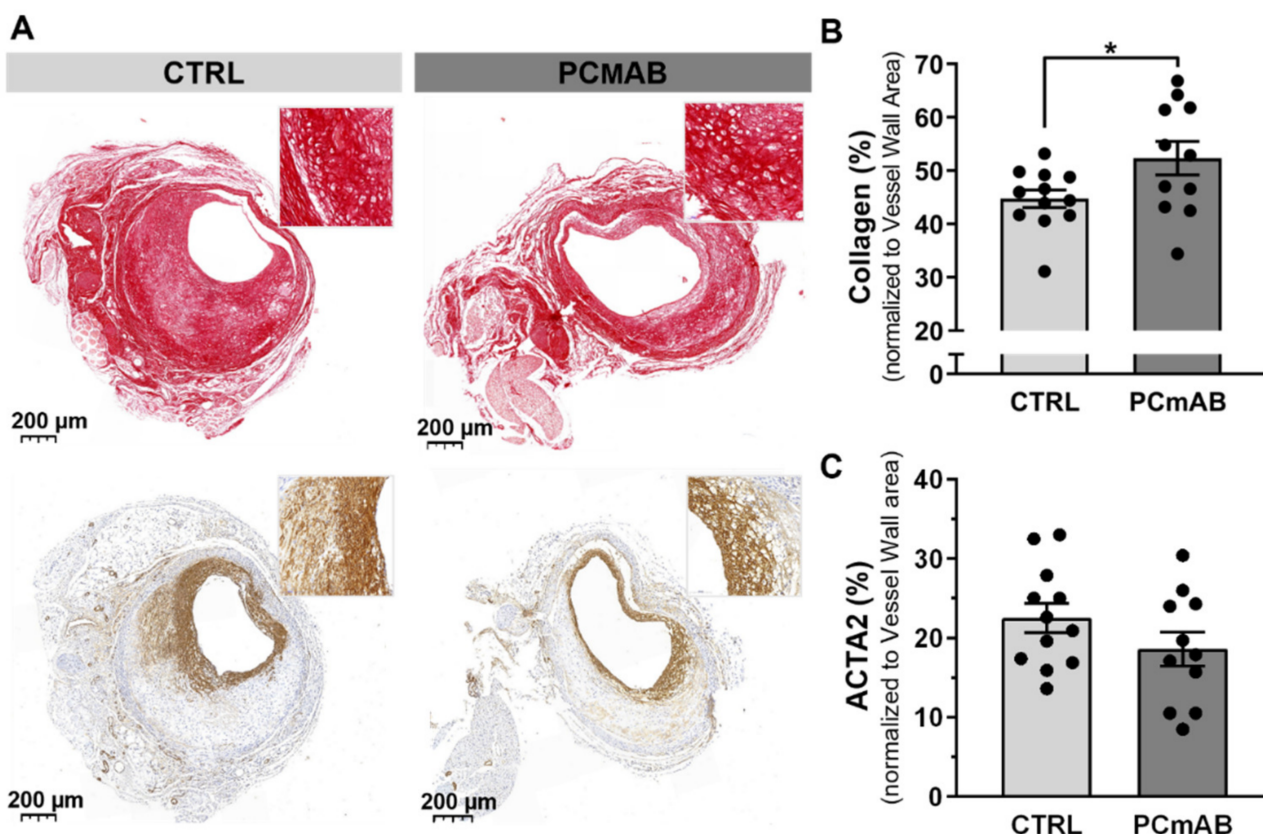 A
CTRL
PCMAB
200 µm
200 µm
200 µm
200 µm
B
Collagen (%)
(normalized to Vessel Wall Area)
70
60
50
40
30
20
0
*
CTRL
PCmAB
C
ACTA2 (%)
(normalized to Vessel Wall area)
40
30
20
10
0
CTRL
PCmAB